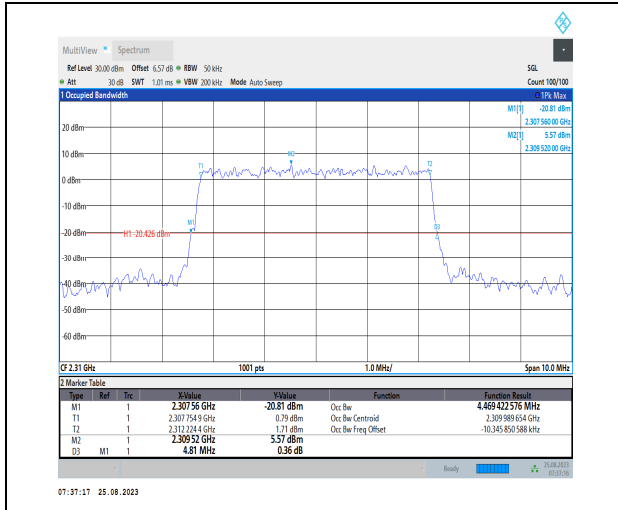 MultiView Spectrum
Ref Level 30.00 dBm Offset 6.57 dB RBW 50 kHz SGL
Att 30 dB SWT 1.01 ms VBW 200 kHz Mode Auto Sweep Count 100/100
1 Occupied Bandwidth 1Pk Max
M1[1] -20.81 dBm
2.307 560 00 GHz
M2[1] 5.57 dBm
2.309 520 00 GHz
20 dBm
10 dBm
M2
T1
T2
0 dBm
-10 dBm
M1
D3
-20 dBm
H1 -20.426 dBm
-30 dBm
-40 dBm
-50 dBm
-60 dBm
CF 2.31 GHz 1001 pts 1.0 MHz/ Span 10.0 MHz
2 Marker Table
Type Ref Trc X-Value Y-Value Function Function Result
M1 1 2.307 56 GHz -20.81 dBm Occ Bw 4.469 422 576 MHz
T1 1 2.307 754 9 GHz 0.79 dBm Occ Bw Centroid 2.309 989 654 GHz
T2 1 2.312 224 4 GHz 1.71 dBm Occ Bw Freq Offset -10.345 850 588 kHz
M2 1 2.309 52 GHz 5.57 dBm
D3 M1 1 4.81 MHz 0.36 dB
Ready 25.08.2023
07:37:16
07:37:17 25.08.2023